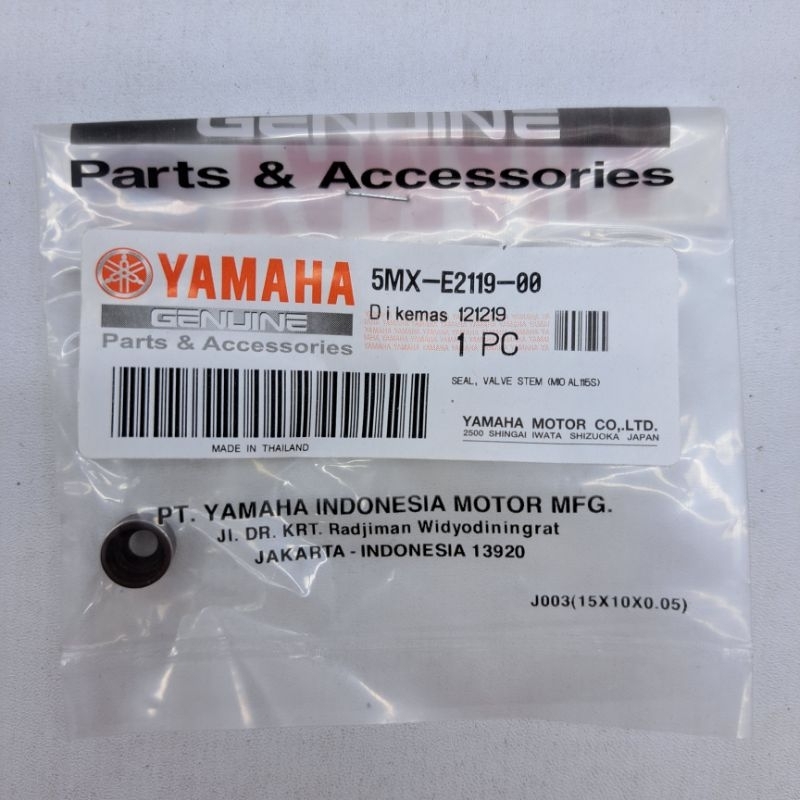 GENUINE
Parts & Accessories
YAMAHA
GENUINE
Parts & Accessories
5MX-E2119-00
Dikemas 121219
1 PC
SEAL, VALVE STEM (MIO AL115S)
YAMAHA MOTOR CO,.LTD.
2500 SHINGAI IWATA SHIZUOKA JAPAN
MADE IN THAILAND
PT. YAMAHA INDONESIA MOTOR MFG.
Jl. DR. KRT. Radjiman Widyodiningrat
JAKARTA - INDONESIA 13920
J003(15X10X0.05)